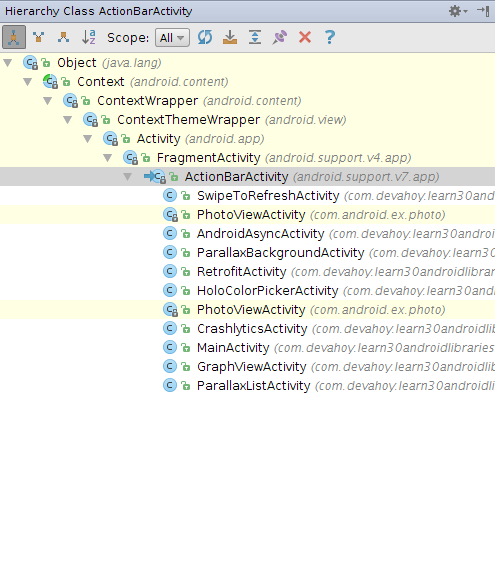 Hierarchy Class ActionBarActivity
Scope: All
Object (java.lang)
Context (android.content)
ContextWrapper (android.content)
ContextThemeWrapper (android.view)
Activity (android.app)
FragmentActivity (android.support.v4.app)
ActionBarActivity (android.support.v7.app)
SwipeToRefreshActivity (com.devahoy.learn30and
PhotoViewActivity (com.android.ex.photo)
AndroidAsyncActivity (com.devahoy.learn30andro
ParallaxBackgroundActivity (com.devahoy.learn30
RetrofitActivity (com.devahoy.learn30androidlibrar
HoloColorPickerActivity (com.devahoy.learn30andr
PhotoViewActivity (com.android.ex.photo)
CrashlyticsActivity (com.devahoy.learn30androidlib
MainActivity (com.devahoy.learn30androidlibraries
GraphViewActivity (com.devahoy.learn30androidlib
ParallaxListActivity (com.devahoy.learn30androidli